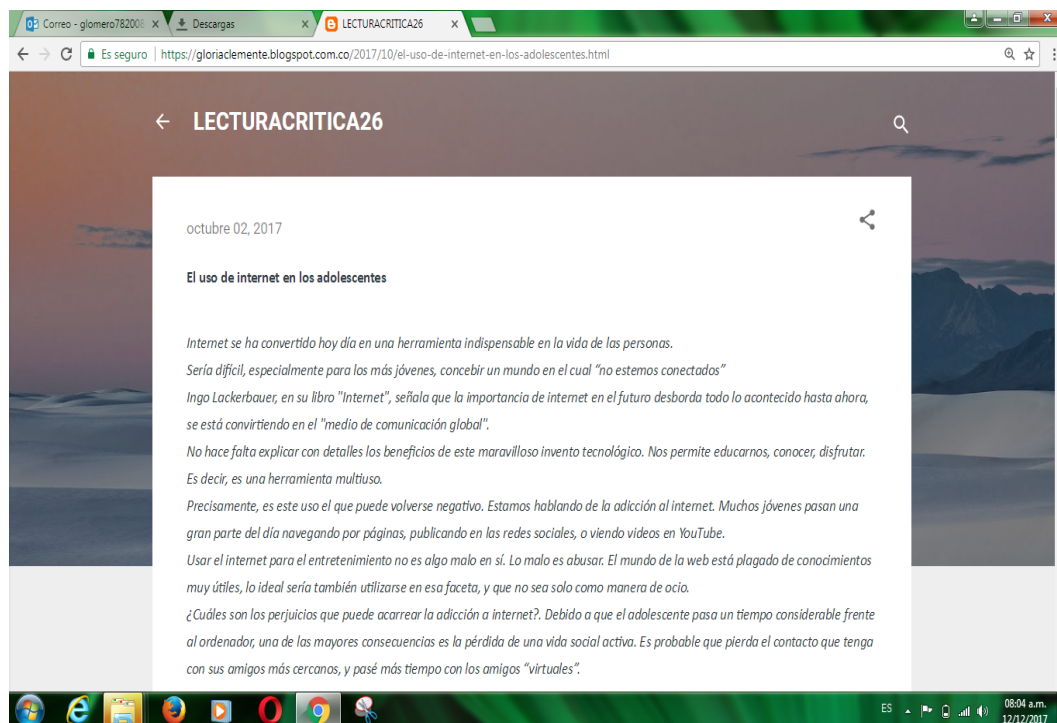 Correo - glomero782008
Descargas
LECTURACRITICA26
Es seguro
https://gloriaclemente.blogspot.com.co/2017/10/el-uso-de-internet-en-los-adolescentes.html
LECTURACRITICA26
octubre 02, 2017
El uso de internet en los adolescentes
Internet se ha convertido hoy día en una herramienta indispensable en la vida de las personas.
Sería difícil, especialmente para los más jóvenes, concebir un mundo en el cual “no estemos conectados”
Ingo Lackerbauer, en su libro "Internet", señala que la importancia de internet en el futuro desborda todo lo acontecido hasta ahora,
se está convirtiendo en el "medio de comunicación global".
No hace falta explicar con detalles los beneficios de este maravilloso invento tecnológico. Nos permite educarnos, conocer, disfrutar.
Es decir, es una herramienta multiuso.
Precisamente, es este uso el que puede volverse negativo. Estamos hablando de la adicción al internet. Muchos jóvenes pasan una
gran parte del día navegando por páginas, publicando en las redes sociales, o viendo videos en YouTube.
Usar el internet para el entretenimiento no es algo malo en sí. Lo malo es abusar. El mundo de la web está plagado de conocimientos
muy útiles, lo ideal sería también utilizarse en esa faceta, y que no sea solo como manera de ocio.
¿Cuáles son los perjuicios que puede acarrear la adicción a internet?. Debido a que el adolescente pasa un tiempo considerable frente
al ordenador, una de las mayores consecuencias es la pérdida de una vida social activa. Es probable que pierda el contacto que tenga
con sus amigos más cercanos, y pasé más tiempo con los amigos “virtuales”.
ES
08:04 a.m.
12/12/2017